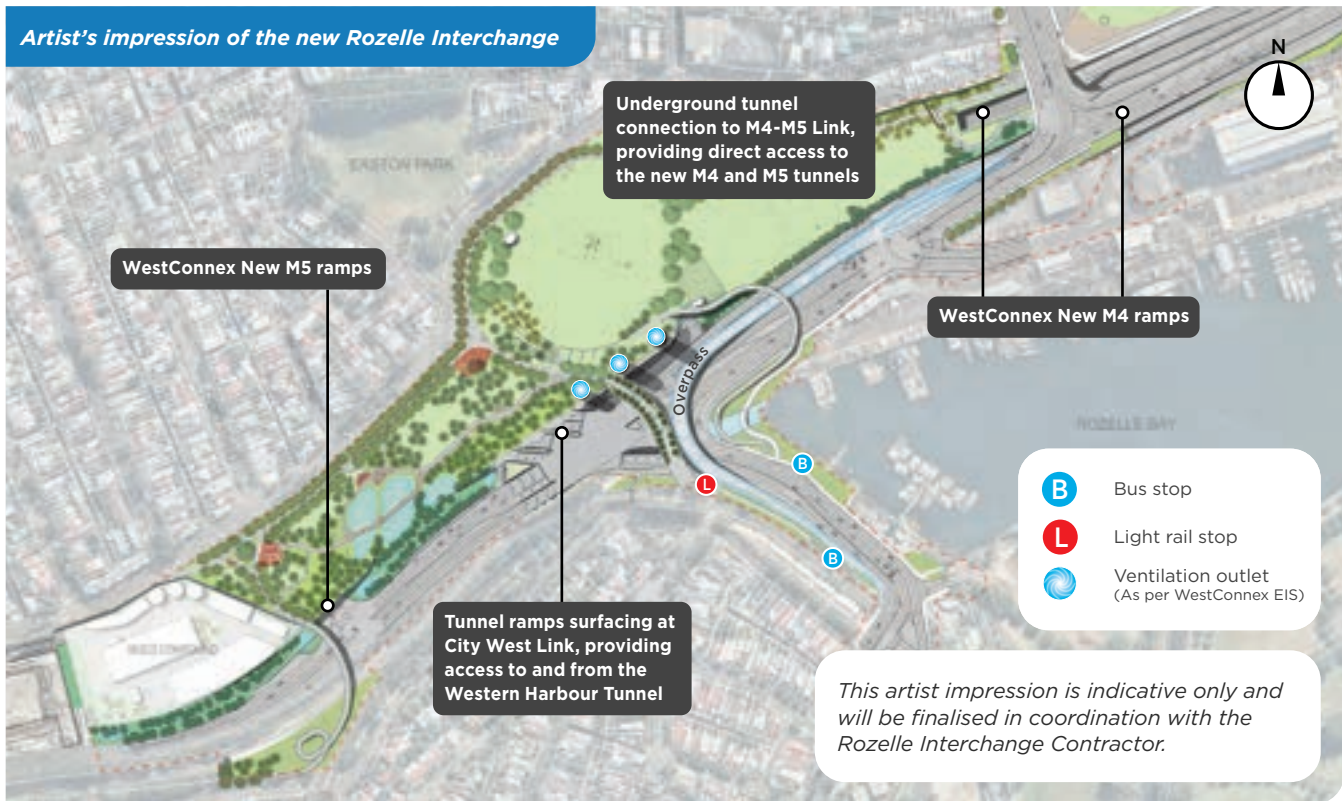 Artist's impression of the new Rozelle Interchange
N
Underground tunnel
connection to M4-M5 Link,
providing direct access to
the new M4 and M5 tunnels
EASTON PARK
WestConnex New M5 ramps
WestConnex New M4 ramps
Overpass
ROZELLE BAY
B
L
B
B Bus stop
L Light rail stop
Ventilation outlet
(As per WestConnex EIS)
Tunnel ramps surfacing at
City West Link, providing
access to and from the
Western Harbour Tunnel
This artist impression is indicative only and
will be finalised in coordination with the
Rozelle Interchange Contractor.